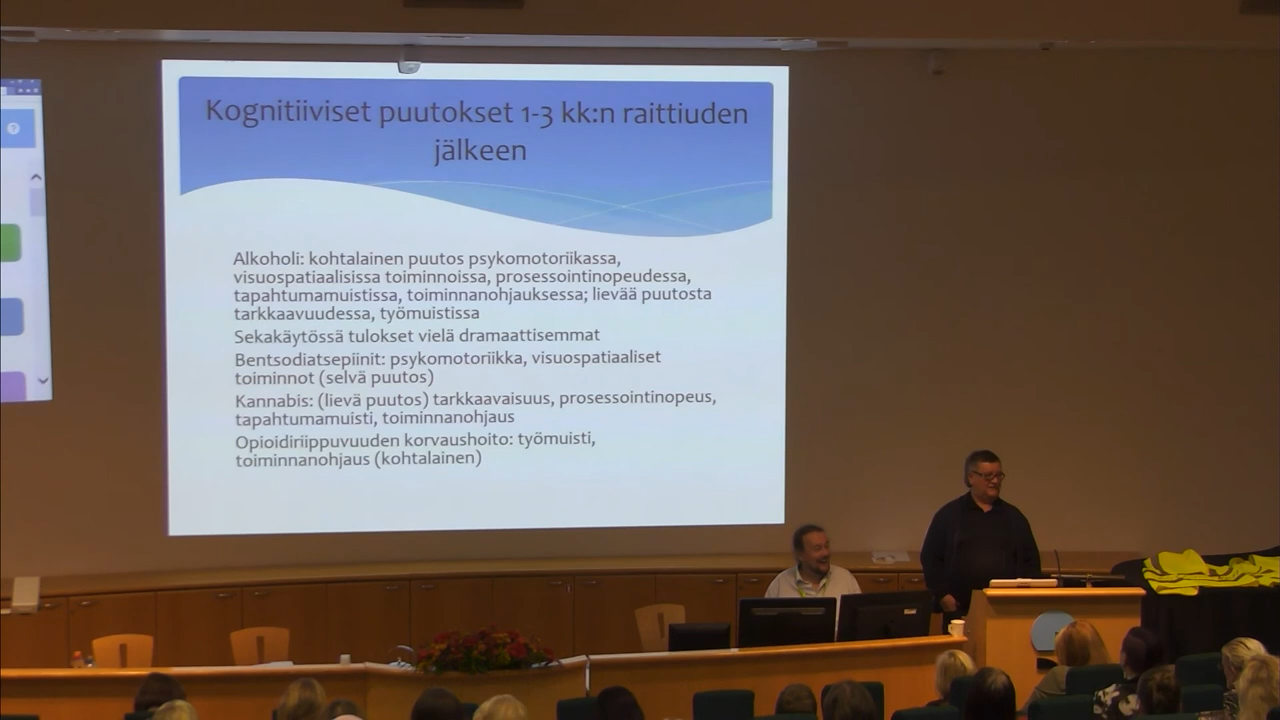 Kognitiiviset puutokset 1-3 kk:n raittiuden
jälkeen
Alkoholi: kohtalainen puutos psykomotoriikassa,
visuospatiaalisissa toiminnoissa, prosessointinopeudessa,
tapahtumamuistissa, toiminnanohjauksessa; lievää puutosta
tarkkaavuudessa, työmuistissa
Sekakäytössä tulokset vielä dramaattisemmat
Bentsodiatsepiinit: psykomotoriikka, visuospatiaaliset
toiminnot (selvä puutos)
Kannabis: (lievä puutos) tarkkaavaisuus, prosessointinopeus,
tapahtumamuisti, toiminnanohjaus
Opioidiriippuvuuden korvaushoito: työmuisti,
toiminnanohjaus (kohtalainen)